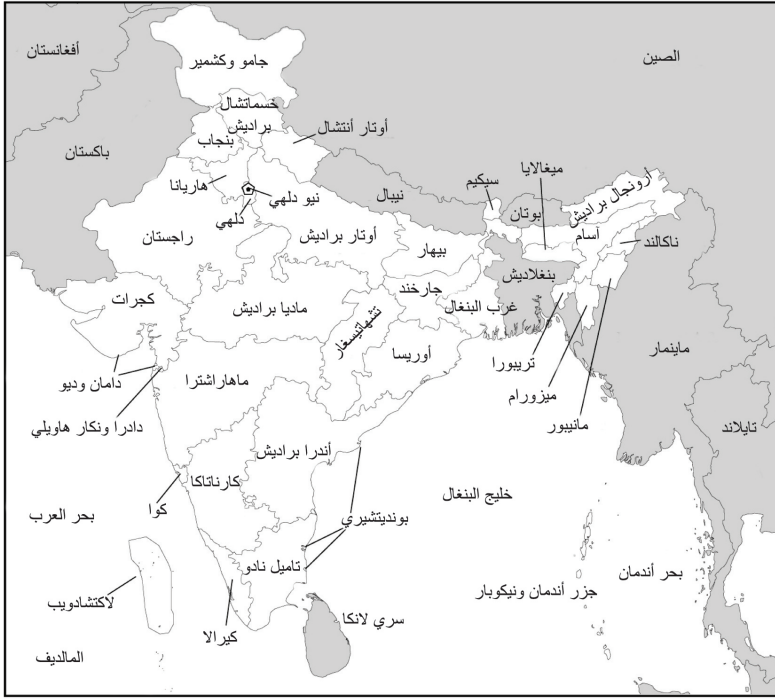 أفغانستان
جامو وكشمير
الصين
خسماتشال
براديش
بنجاب
أوتار أنتشال
باكستان
هاريانا
نيو دلهي
دلهي
نيبال
سيكيم
ميغالايا
بوتان
أرونجال براديش
آسام
ناكالند
راجستان
أوتار براديش
بيهار
بنغلاديش
كجرات
ماديا براديش
جارخند
غرب البنغال
تشهاتيسغار
أوريسا
تريبورا
ميزورام
مانيبور
ماينمار
تايلاند
دامان وديو
دادرا ونكار هاويلي
ماهاراشترا
أندرا براديش
كارناتاكا
كوا
بحر العرب
خليج البنغال
بونديتشيري
تاميل نادو
لاكتشادويب
كيرالا
سري لانكا
جزر أندمان ونيكوبار
بحر أندمان
المالديف